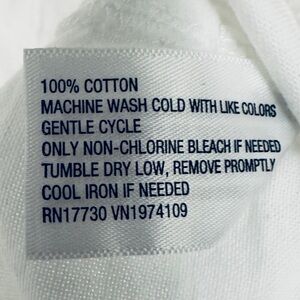 100% COTTON
MACHINE WASH COLD WITH LIKE COLORS
GENTLE CYCLE
ONLY NON-CHLORINE BLEACH IF NEEDED
TUMBLE DRY LOW, REMOVE PROMPTLY
COOL IRON IF NEEDED
RN17730 VN1974109